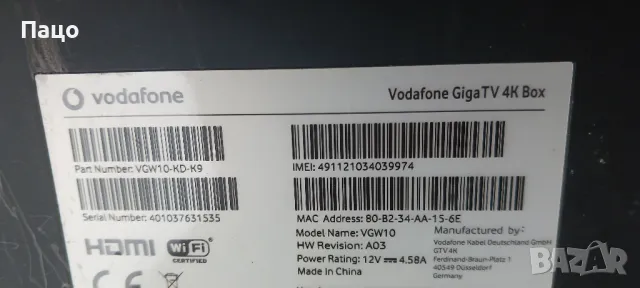 Пацо
vodafone
Vodafone GigaTV 4K Box
Part Number: VGW10-KD-K9
IMEI: 491121034039974
Serial Number: 401037631535
MAC Address: 80-B2-34-AA-15-6E
Model Name: VGW10
HW Revision: A03
Power Rating: 12V 4.58A
Made in China
Manufactured by:
Vodafone Kabel Deutschland GmbH
GTV 4K
Ferdinand-Braun-Platz 1
40549 Düsseldorf
Germany
HDMI
WiFi
CERTIFIED
CE
BAZAR